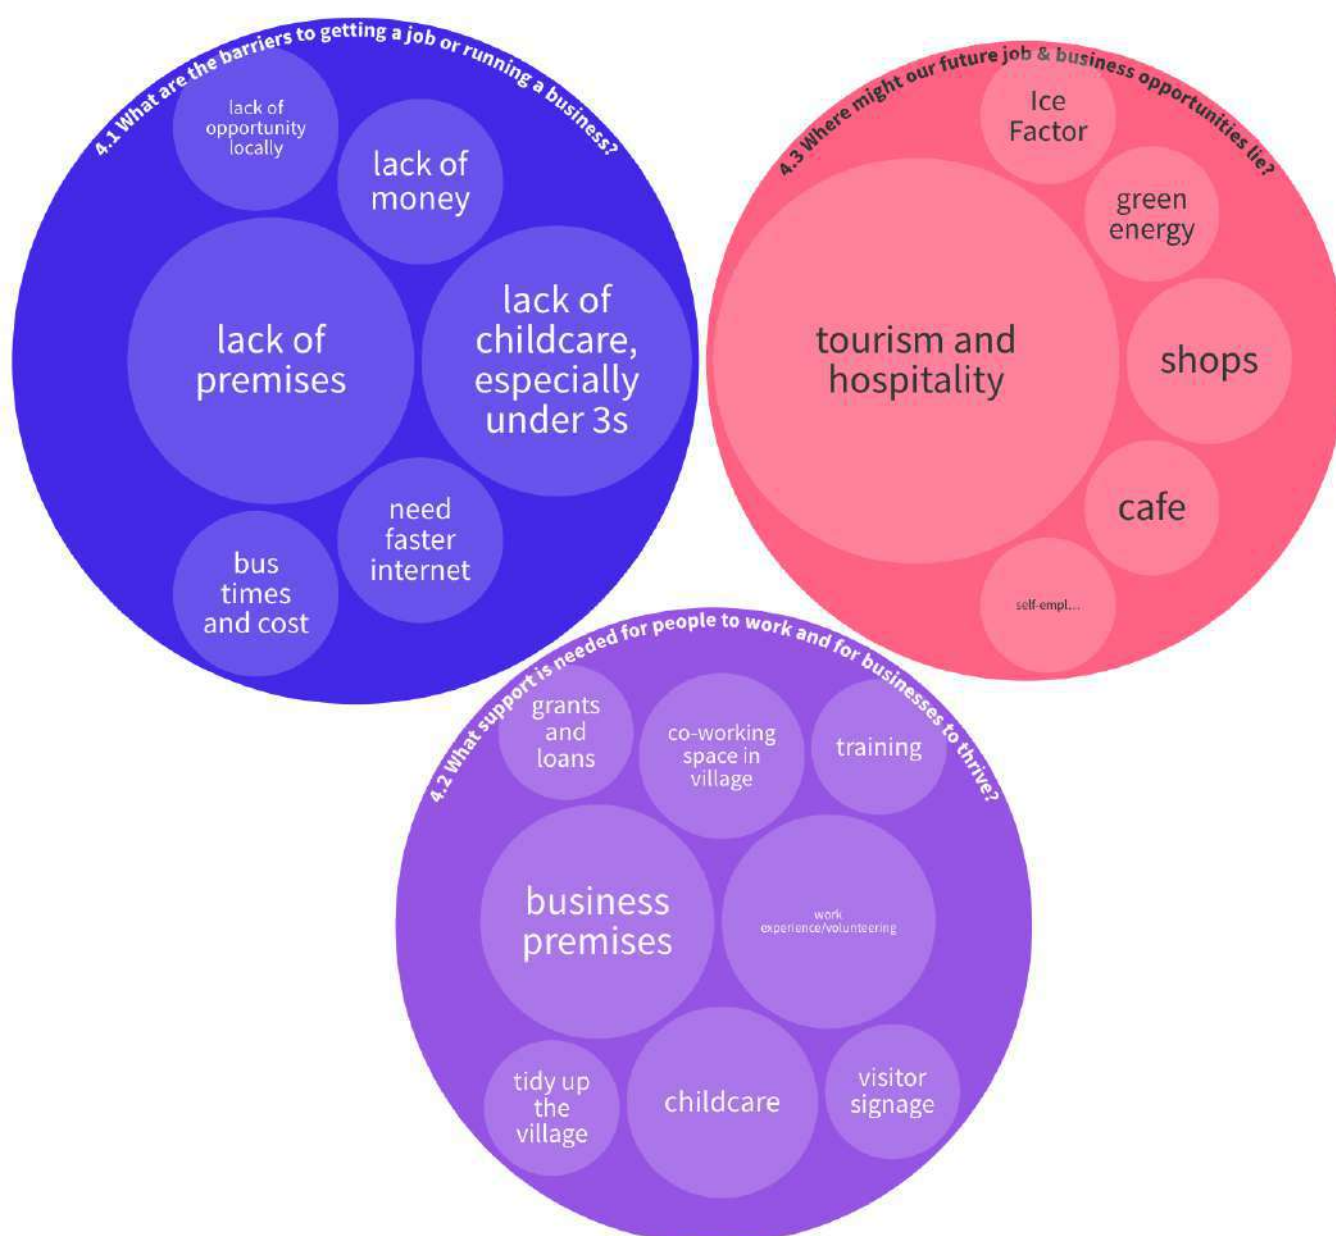 4.1 What are the barriers to getting a job or running a business?
lack of
opportunity
locally
lack of
money
lack of
premises
lack of
childcare,
especially
under 3s
need
faster
internet
bus
times
and cost
4.3 Where might our future job & business opportunities lie?
Ice
Factor
green
energy
tourism and
hospitality
shops
cafe
self-empl...
4.2 What support is needed for people to work and for businesses to thrive?
grants
and
loans
co-working
space in
village
training
business
premises
work
experience/volunteering
tidy up
the
village
childcare
visitor
signage